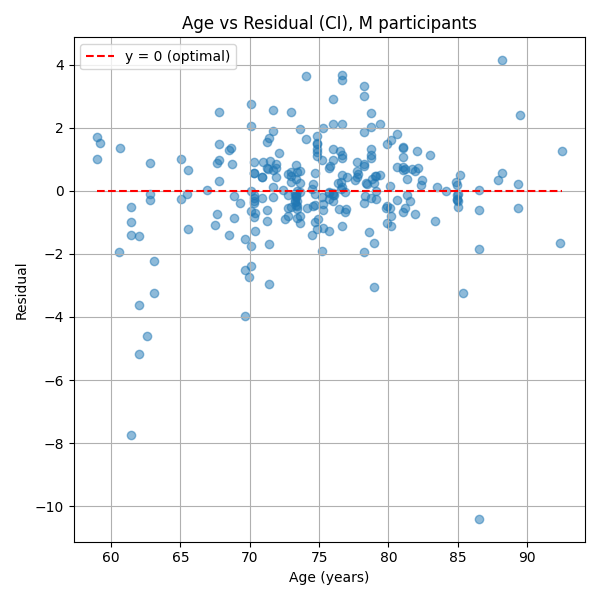 Age vs Residual (CI), M participants
y = 0 (optimal)
4
2
0
−2
−4
−6
−8
−10
Residual
60 65 70 75 80 85 90
Age (years)